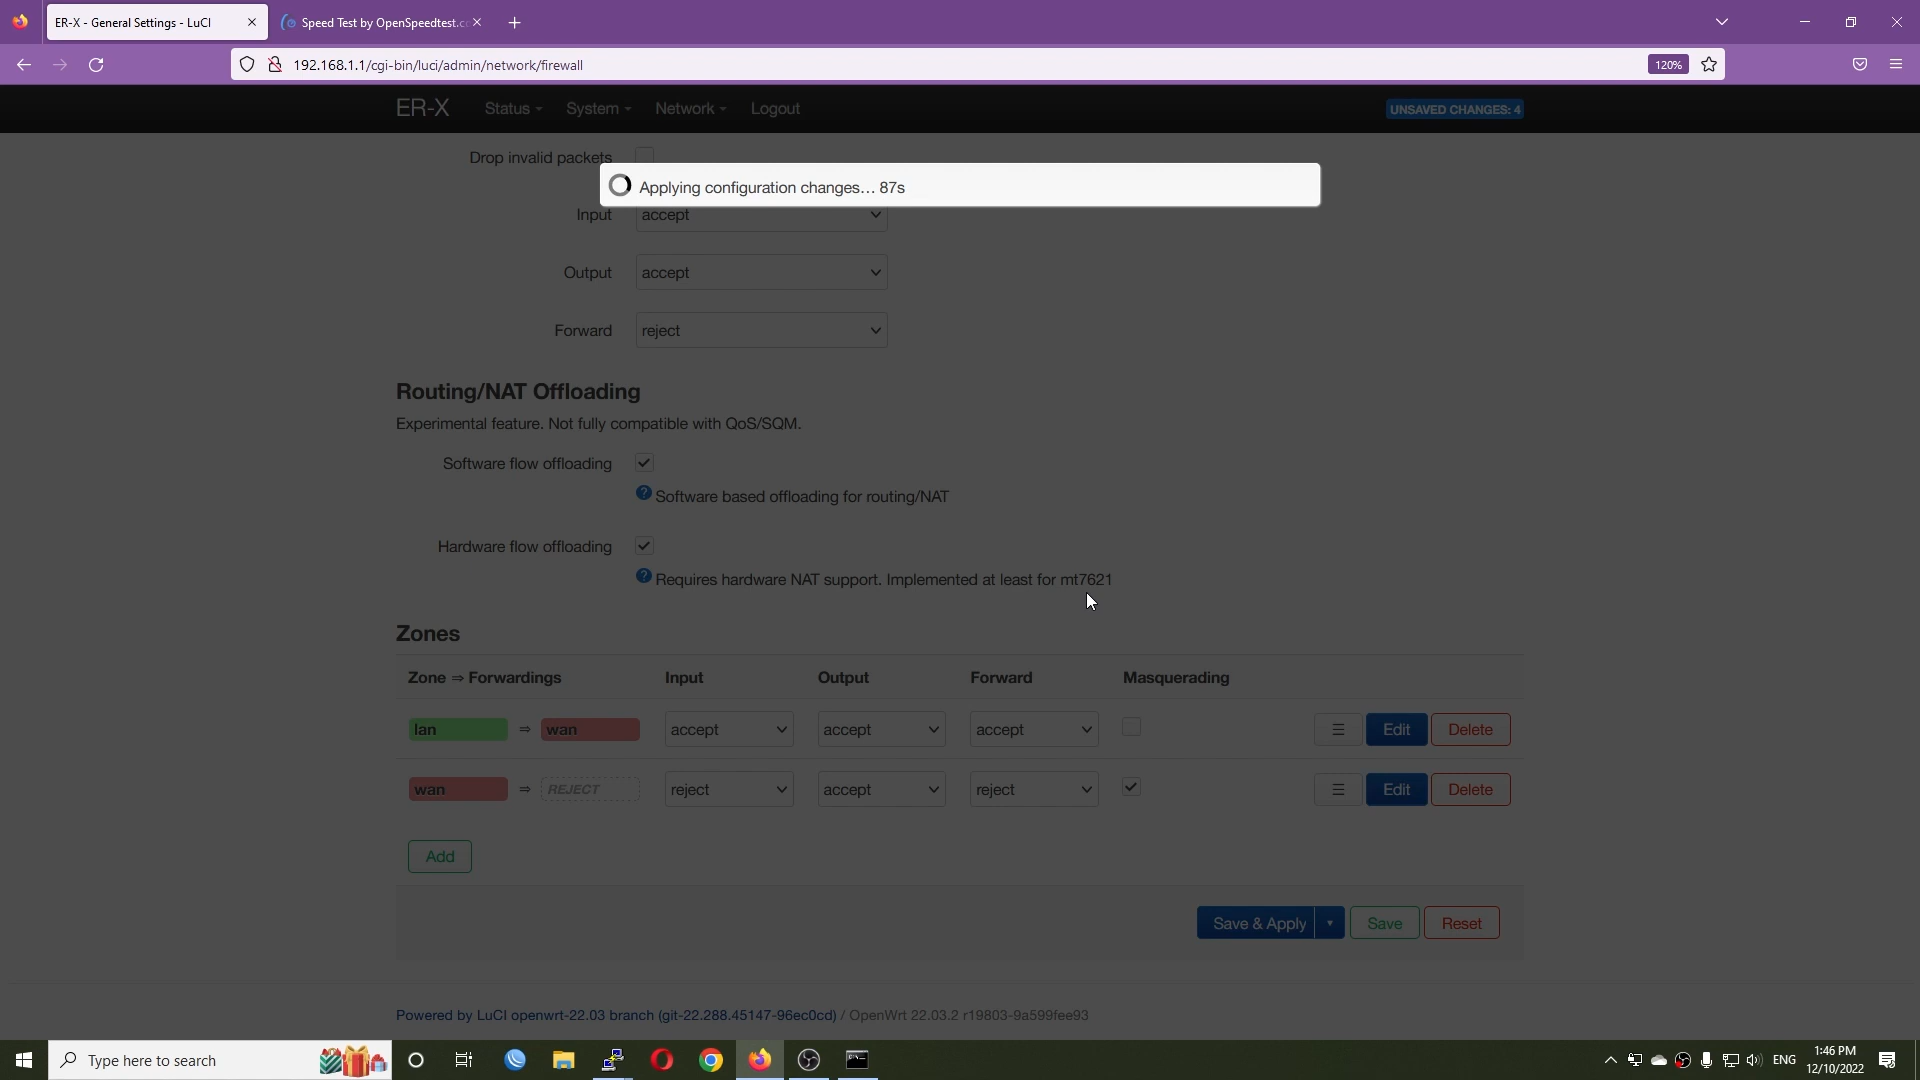 ER-X - General Settings - LuCI
Speed Test by OpenSpeedtest.co
192.168.1.1/cgi-bin/luci/admin/network/firewall
120%
ER-X Status System Network Logout
UNSAVED CHANGES: 4
Drop invalid packets
Applying configuration changes… 87s
Input accept
Output accept
Forward reject
Routing/NAT Offloading
Experimental feature. Not fully compatible with QoS/SQM.
Software flow offloading
Software based offloading for routing/NAT
Hardware flow offloading
Requires hardware NAT support. Implemented at least for mt7621
Zones
Zone ⇒ Forwardings Input Output Forward Masquerading
lan ⇒ wan accept accept accept Edit Delete
wan ⇒ REJECT reject accept reject Edit Delete
Add
Save & Apply Save Reset
Powered by LuCI openwrt-22.03 branch (git-22.288.45147-96ec0cd) / OpenWrt 22.03.2 r19803-9a599fee93
Type here to search
ENG
1:46 PM
12/10/2022